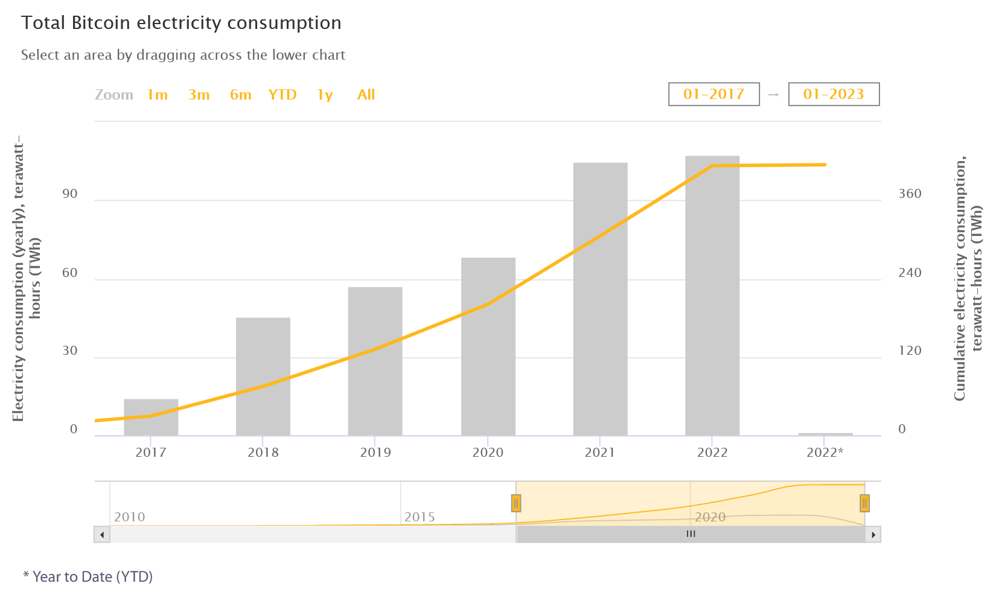 Total Bitcoin electricity consumption
Select an area by dragging across the lower chart
Zoom 1m 3m 6m YTD 1y All
01–2017 → 01–2023
Electricity consumption (yearly), terawatt–
hours (TWh)
90
60
30
0
360
240
120
0
Cumulative electricity consumption,
terawatt–hours (TWh)
2017 2018 2019 2020 2021 2022 2022*
2010 2015 2020
* Year to Date (YTD)